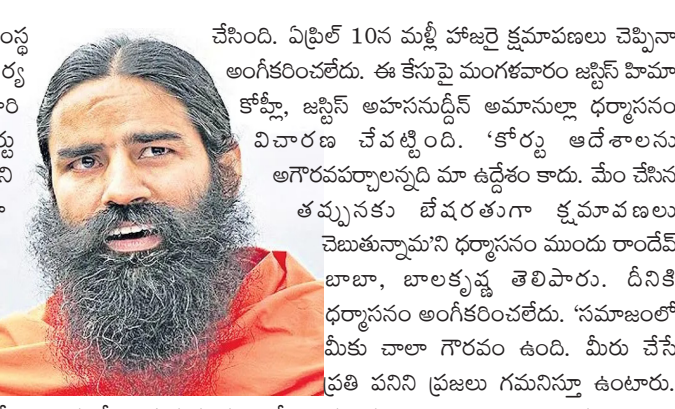 ంస్థ చేసింది. ఏప్రిల్ 10న మళ్లీ హాజరై క్షమాపణలు చెప్పినా
ర్య అంగీకరించలేదు. ఈ కేసుపై మంగళవారం జస్టిస్ హిమా
ారి కోహ్లీ, జస్టిస్ అహసనుద్దీన్ అమానుల్లా ధర్మాసనం
ర్టు విచారణ చేపట్టింది. ‘కోర్టు ఆదేశాలను
ని అగౌరవపర్చాలన్నది మా ఉద్దేశం కాదు. మేం చేసిన
తప్పునకు బేషరతుగా క్షమాపణలు
చెబుతున్నామ’ని ధర్మాసనం ముందు రాందేవ్
బాబా, బాలకృష్ణ తెలిపారు. దీనికి
ధర్మాసనం అంగీకరించలేదు. ‘సమాజంలో
మీకు చాలా గౌరవం ఉంది. మీరు చేసే
ప్రతి పనిని ప్రజలు గమనిస్తూ ఉంటారు.